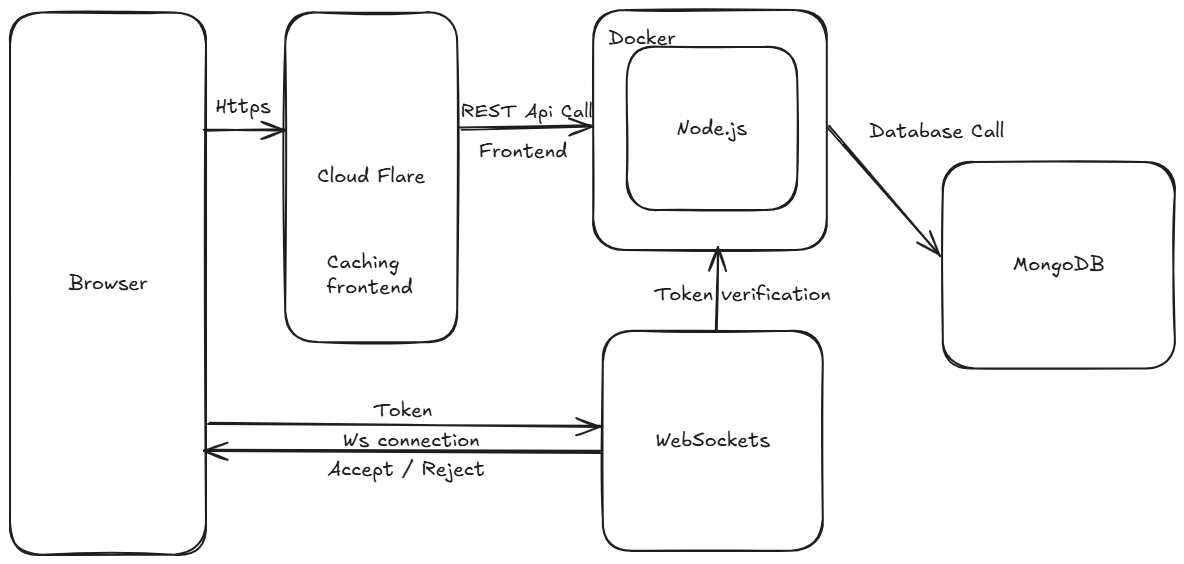 Docker
Https
REST Api Call
Node.js
Database Call
Frontend
Cloud Flare
Caching
frontend
MongoDB
Browser
Token verification
Token
Ws connection
WebSockets
Accept / Reject